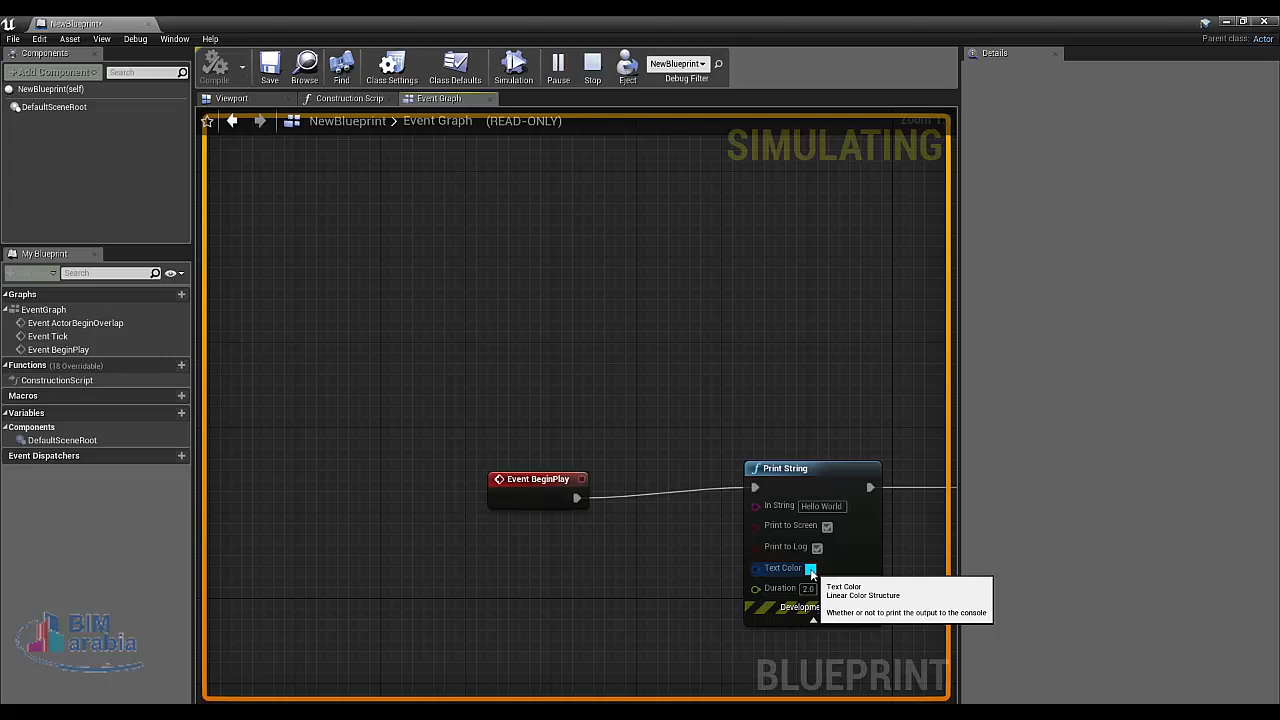 NewBlueprint*
File Edit Asset View Debug Window Help
Parent class: Actor
Components
Details
+Add Component
Search
NewBlueprint(self)
DefaultSceneRoot
Compile
Save
Browse
Find
Class Settings
Class Defaults
Simulation
Pause
Stop
Eject
NewBlueprint
Debug Filter
Viewport
Construction Scrip
Event Graph
NewBlueprint > Event Graph (READ-ONLY)
Zoom 1:
SIMULATING
My Blueprint
Search
Graphs
EventGraph
Event ActorBeginOverlap
Event Tick
Event BeginPlay
Functions (18 Overridable)
ConstructionScript
Macros
Variables
Components
DefaultSceneRoot
Event Dispatchers
Event BeginPlay
Print String
In String Hello World
Print to Screen
Print to Log
Text Color
Duration 2.0
Developme
Text Color
Linear Color Structure
Whether or not to print the output to the console
BIM
arabia
BLUEPRINT